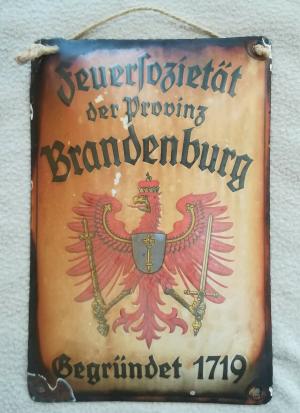 Feuersozietät
der Provinz
Brandenburg
Gegründet 1719